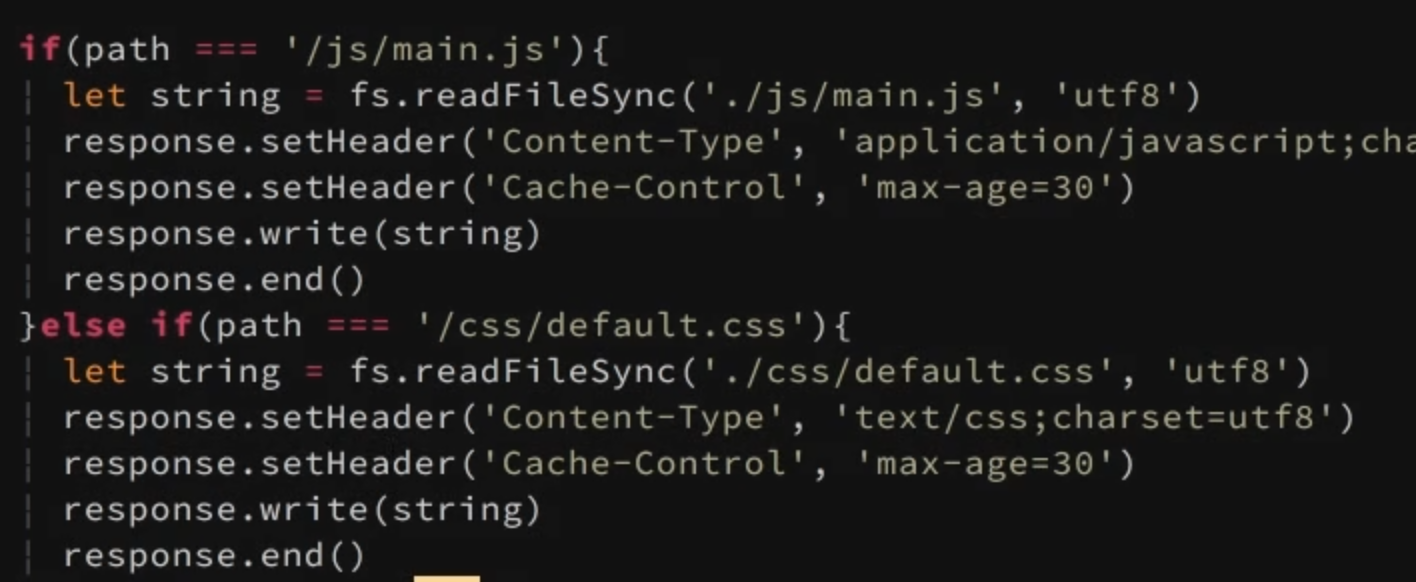 if(path === '/js/main.js'){
  let string = fs.readFileSync('./js/main.js', 'utf8')
  response.setHeader('Content-Type', 'application/javascript;cha
  response.setHeader('Cache-Control', 'max-age=30')
  response.write(string)
  response.end()
}else if(path === '/css/default.css'){
  let string = fs.readFileSync('./css/default.css', 'utf8')
  response.setHeader('Content-Type', 'text/css;charset=utf8')
  response.setHeader('Cache-Control', 'max-age=30')
  response.write(string)
  response.end()